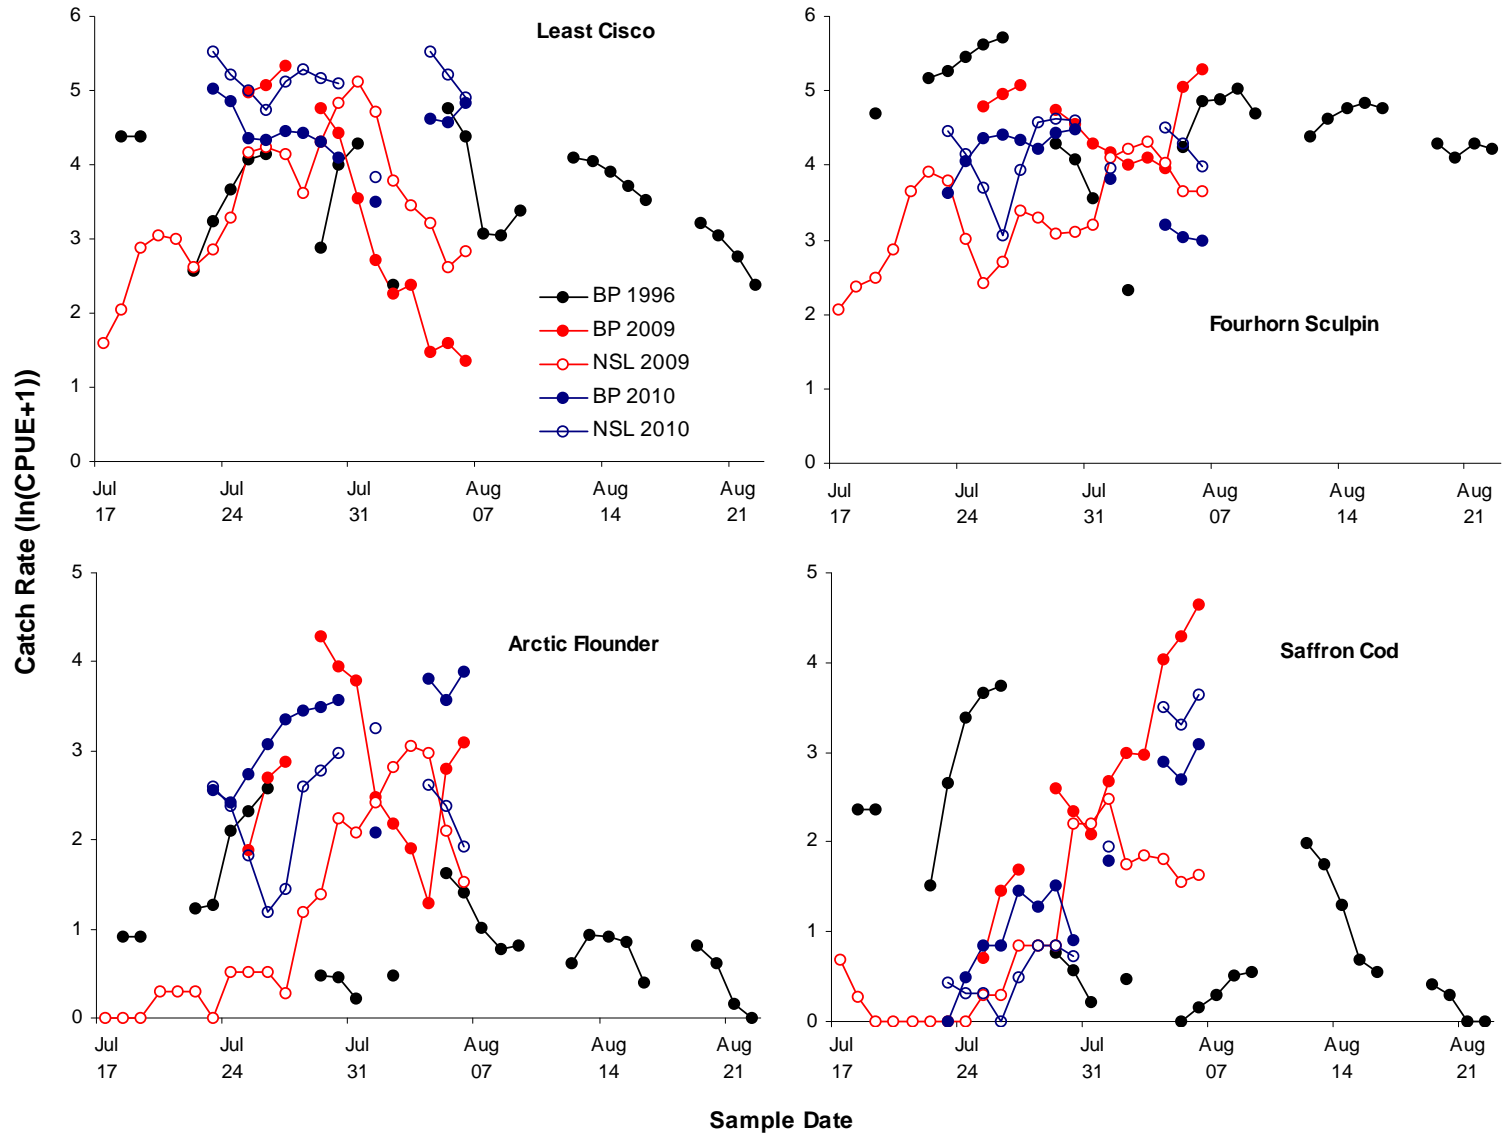 Catch Rate (ln(CPUE+1))
6
5
4
3
2
1
0
Least Cisco
BP 1996
BP 2009
NSL 2009
BP 2010
NSL 2010
Jul Jul Jul Aug Aug Aug
17 24 31 07 14 21
6
5
4
3
2
1
0
Fourhorn Sculpin
Jul Jul Jul Aug Aug Aug
17 24 31 07 14 21
5
4
3
2
1
0
Arctic Flounder
Jul Jul Jul Aug Aug Aug
17 24 31 07 14 21
5
4
3
2
1
0
Saffron Cod
Jul Jul Jul Aug Aug Aug
17 24 31 07 14 21
Sample Date